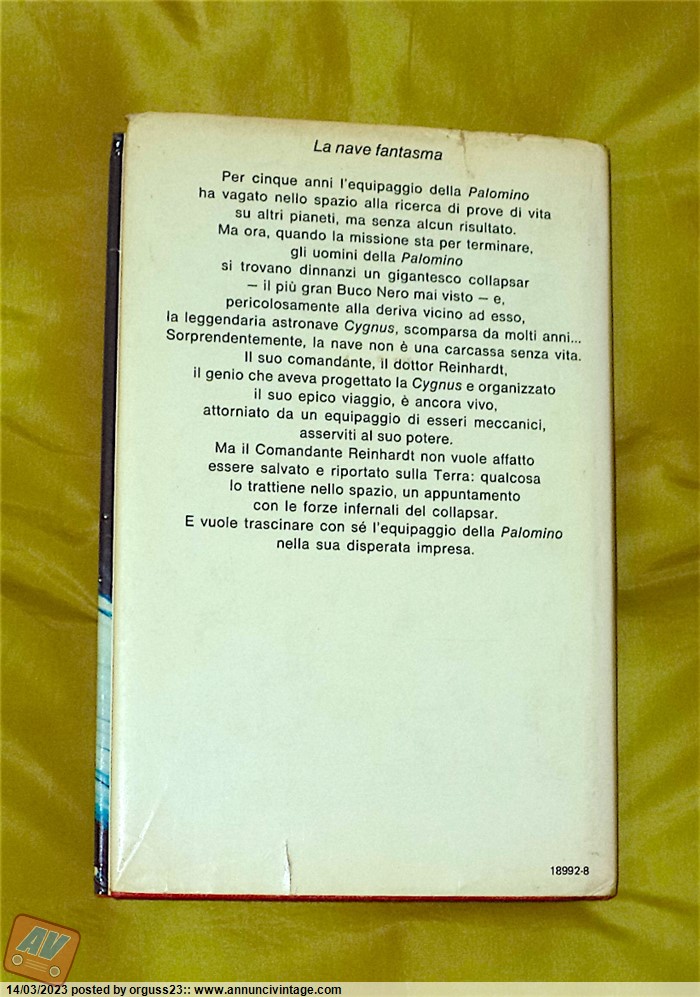 La nave fantasma
Per cinque anni l'equipaggio della Palomino
ha vagato nello spazio alla ricerca di prove di vita
su altri pianeti, ma senza alcun risultato.
Ma ora, quando la missione sta per terminare,
gli uomini della Palomino
si trovano dinnanzi un gigantesco collapsar
— il più gran Buco Nero mai visto — e,
pericolosamente alla deriva vicino ad esso,
la leggendaria astronave Cygnus, scomparsa da molti anni...
Sorprendentemente, la nave non è una carcassa senza vita.
Il suo comandante, il dottor Reinhardt,
il genio che aveva progettato la Cygnus e organizzato
il suo epico viaggio, è ancora vivo,
attorniato da un equipaggio di esseri meccanici,
asserviti al suo potere.
Ma il Comandante Reinhardt non vuole affatto
essere salvato e riportato sulla Terra: qualcosa
lo trattiene nello spazio, un appuntamento
con le forze infernali del collapsar.
E vuole trascinare con sé l'equipaggio della Palomino
nella sua disperata impresa.
18992-8
AV
14/03/2023 posted by orguss23:: www.annuncivintage.com